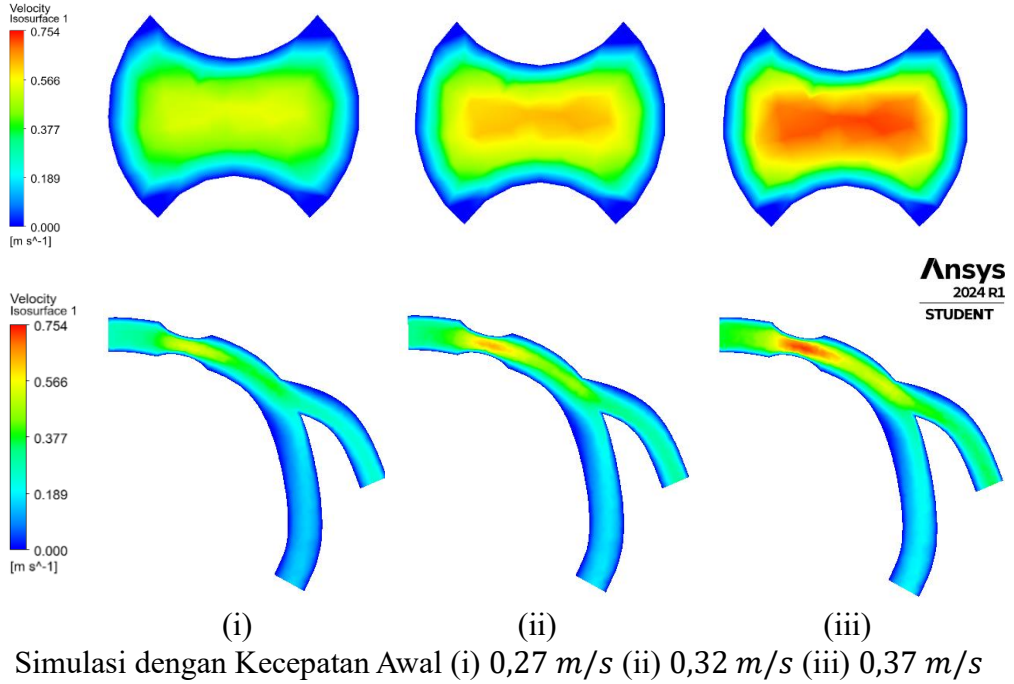 Velocity
Isosurface 1
0.754
0.566
0.377
0.189
0.000
[m s^-1]
Ansys
2024 R1
STUDENT
Velocity
Isosurface 1
0.754
0.566
0.377
0.189
0.000
[m s^-1]
(i) (ii) (iii)
Simulasi dengan Kecepatan Awal (i) 0,27 m/s (ii) 0,32 m/s (iii) 0,37 m/s